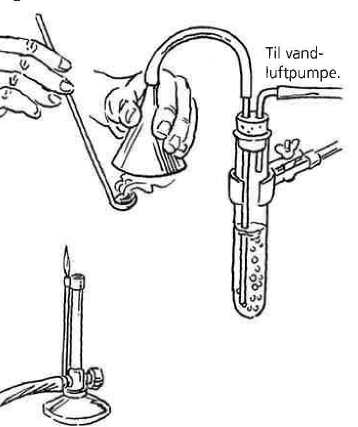 Til vand-
luftpumpe.